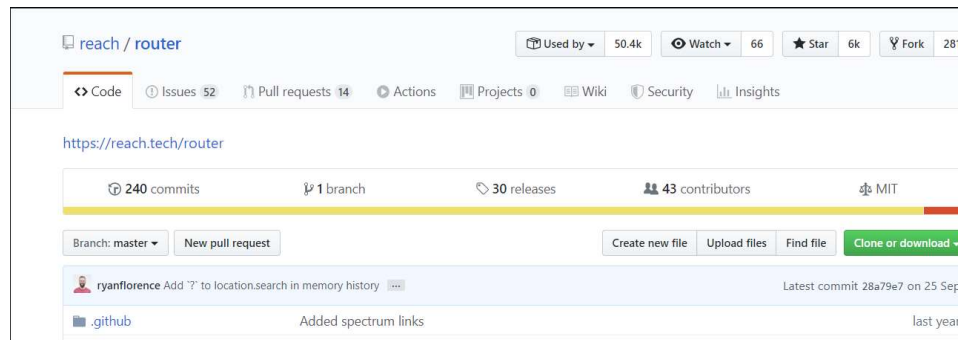 reach / router Used by 50.4k Watch 66 Star 6k Fork 281
Code Issues 52 Pull requests 14 Actions Projects 0 Wiki Security Insights
https://reach.tech/router
240 commits 1 branch 30 releases 43 contributors MIT
Branch: master New pull request Create new file Upload files Find file Clone or download
ryanflorence Add `?` to location.search in memory history ... Latest commit 28a79e7 on 25 Sep
.github Added spectrum links last year